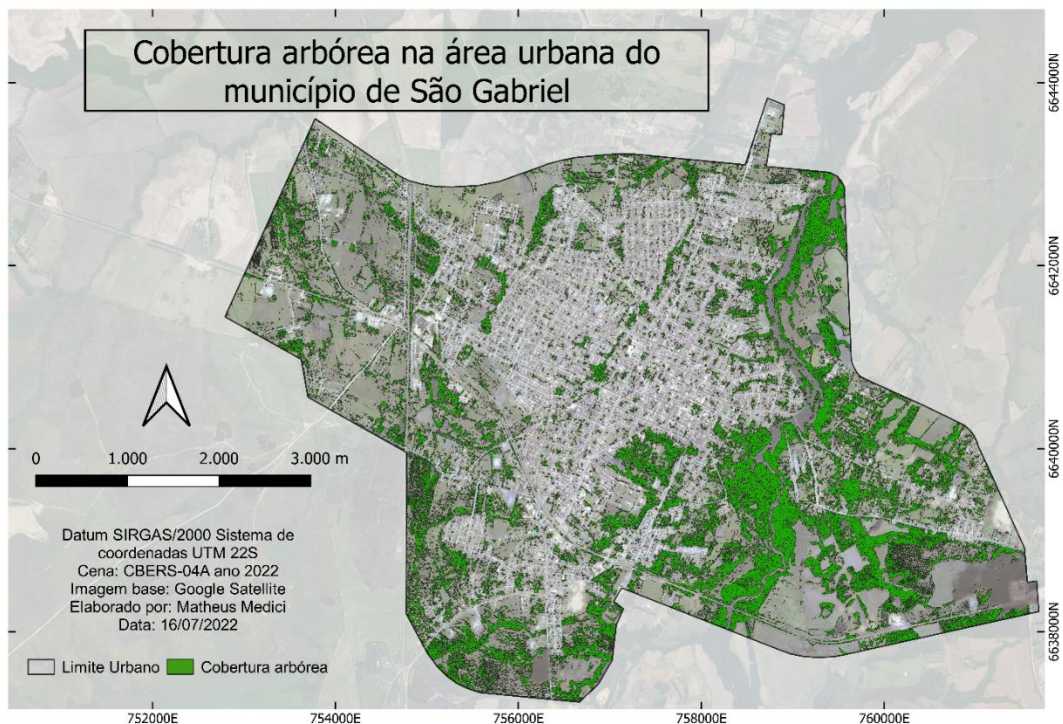 Cobertura arbórea na área urbana do
município de São Gabriel
6644000N
6642000N
6640000N
6638000N
0 1.000 2.000 3.000 m
Datum SIRGAS/2000 Sistema de
coordenadas UTM 22S
Cena: CBERS-04A ano 2022
Imagem base: Google Satellite
Elaborado por: Matheus Medici
Data: 16/07/2022
Limite Urbano Cobertura arbórea
752000E 754000E 756000E 758000E 760000E